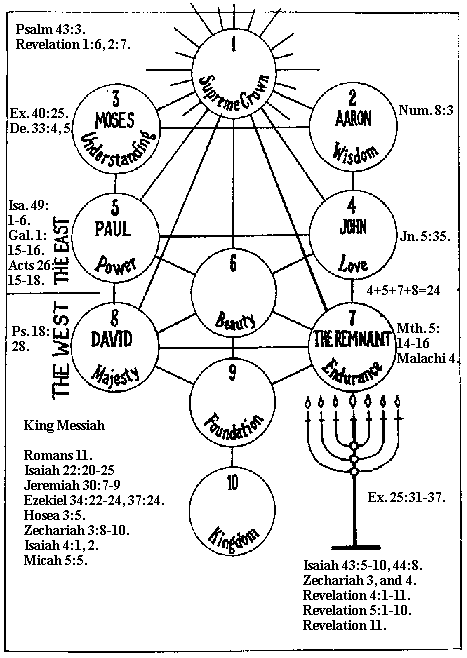 Psalm 43:3.
Revelation 1:6, 2:7.
1
Supreme Crown
3
MOSES
Understanding
Ex. 40:25.
De. 33:4, 5
2
AARON
Wisdom
Num. 8:3
Isa. 49:
1-6.
Gal. 1:
15-16.
Acts 26:
15-18.
THE EAST
5
PAUL
Power
4
JOHN
Love
Jn. 5:35.
6
Beauty
4+5+7+8=24
THE WEST
Ps. 18:
28.
8
DAVID
Majesty
7
THE REMNANT
Endurance
Mth. 5:
14-16
Malachi 4.
9
Foundation
10
Kingdom
King Messiah
Romans 11.
Isaiah 22:20-25
Jeremiah 30:7-9
Ezekiel 34:22-24, 37:24.
Hosea 3:5.
Zechariah 3:8-10.
Isaiah 4:1, 2.
Micah 5:5.
Ex. 25:31-37.
Isaiah 43:5-10, 44:8.
Zechariah 3, and 4.
Revelation 4:1-11.
Revelation 5:1-10.
Revelation 11.